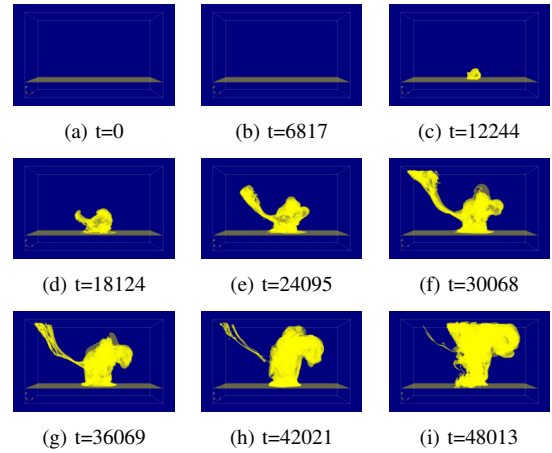 (a) t=0 (b) t=6817 (c) t=12244
(d) t=18124 (e) t=24095 (f) t=30068
(g) t=36069 (h) t=42021 (i) t=48013